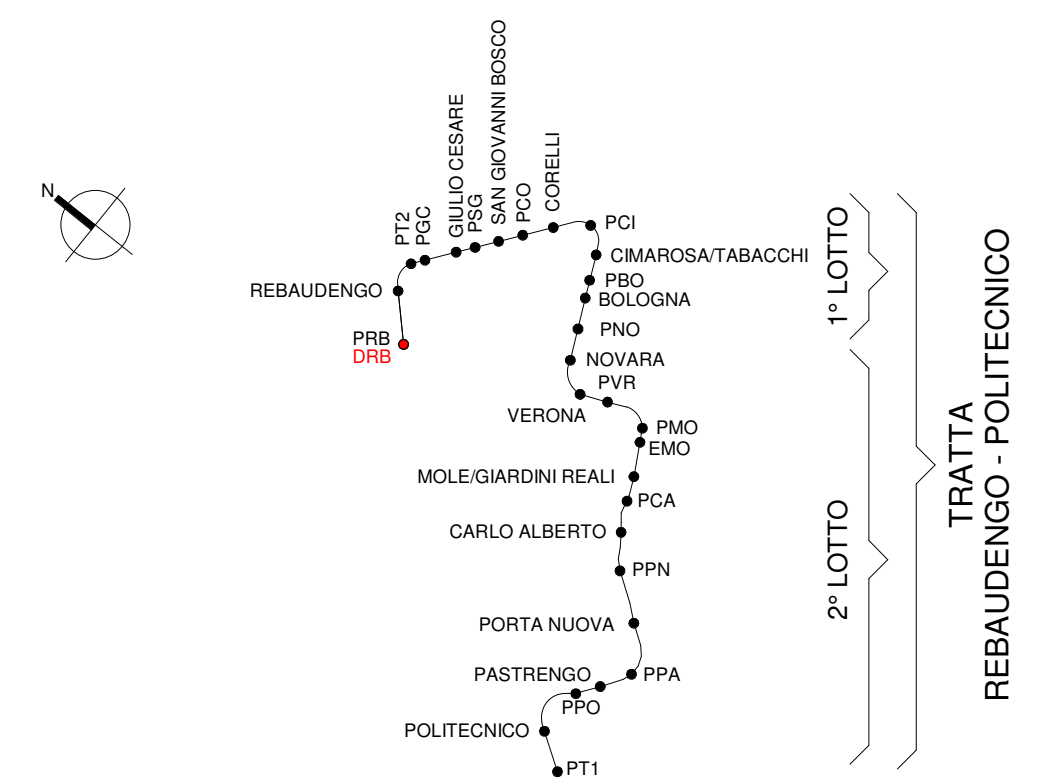 N
PT2
PGC
GIULIO CESARE
PSG
SAN GIOVANNI BOSCO
PCO
CORELLI
PCI
CIMAROSA/TABACCHI
REBAUDENGO
PBO
BOLOGNA
PRB
DRB
PNO
NOVARA
PVR
VERONA
PMO
EMO
MOLE/GIARDINI REALI
PCA
CARLO ALBERTO
PPN
PORTA NUOVA
PASTRENGO
PPA
PPO
POLITECNICO
PT1
1° LOTTO
2° LOTTO
TRATTA
REBAUDENGO - POLITECNICO